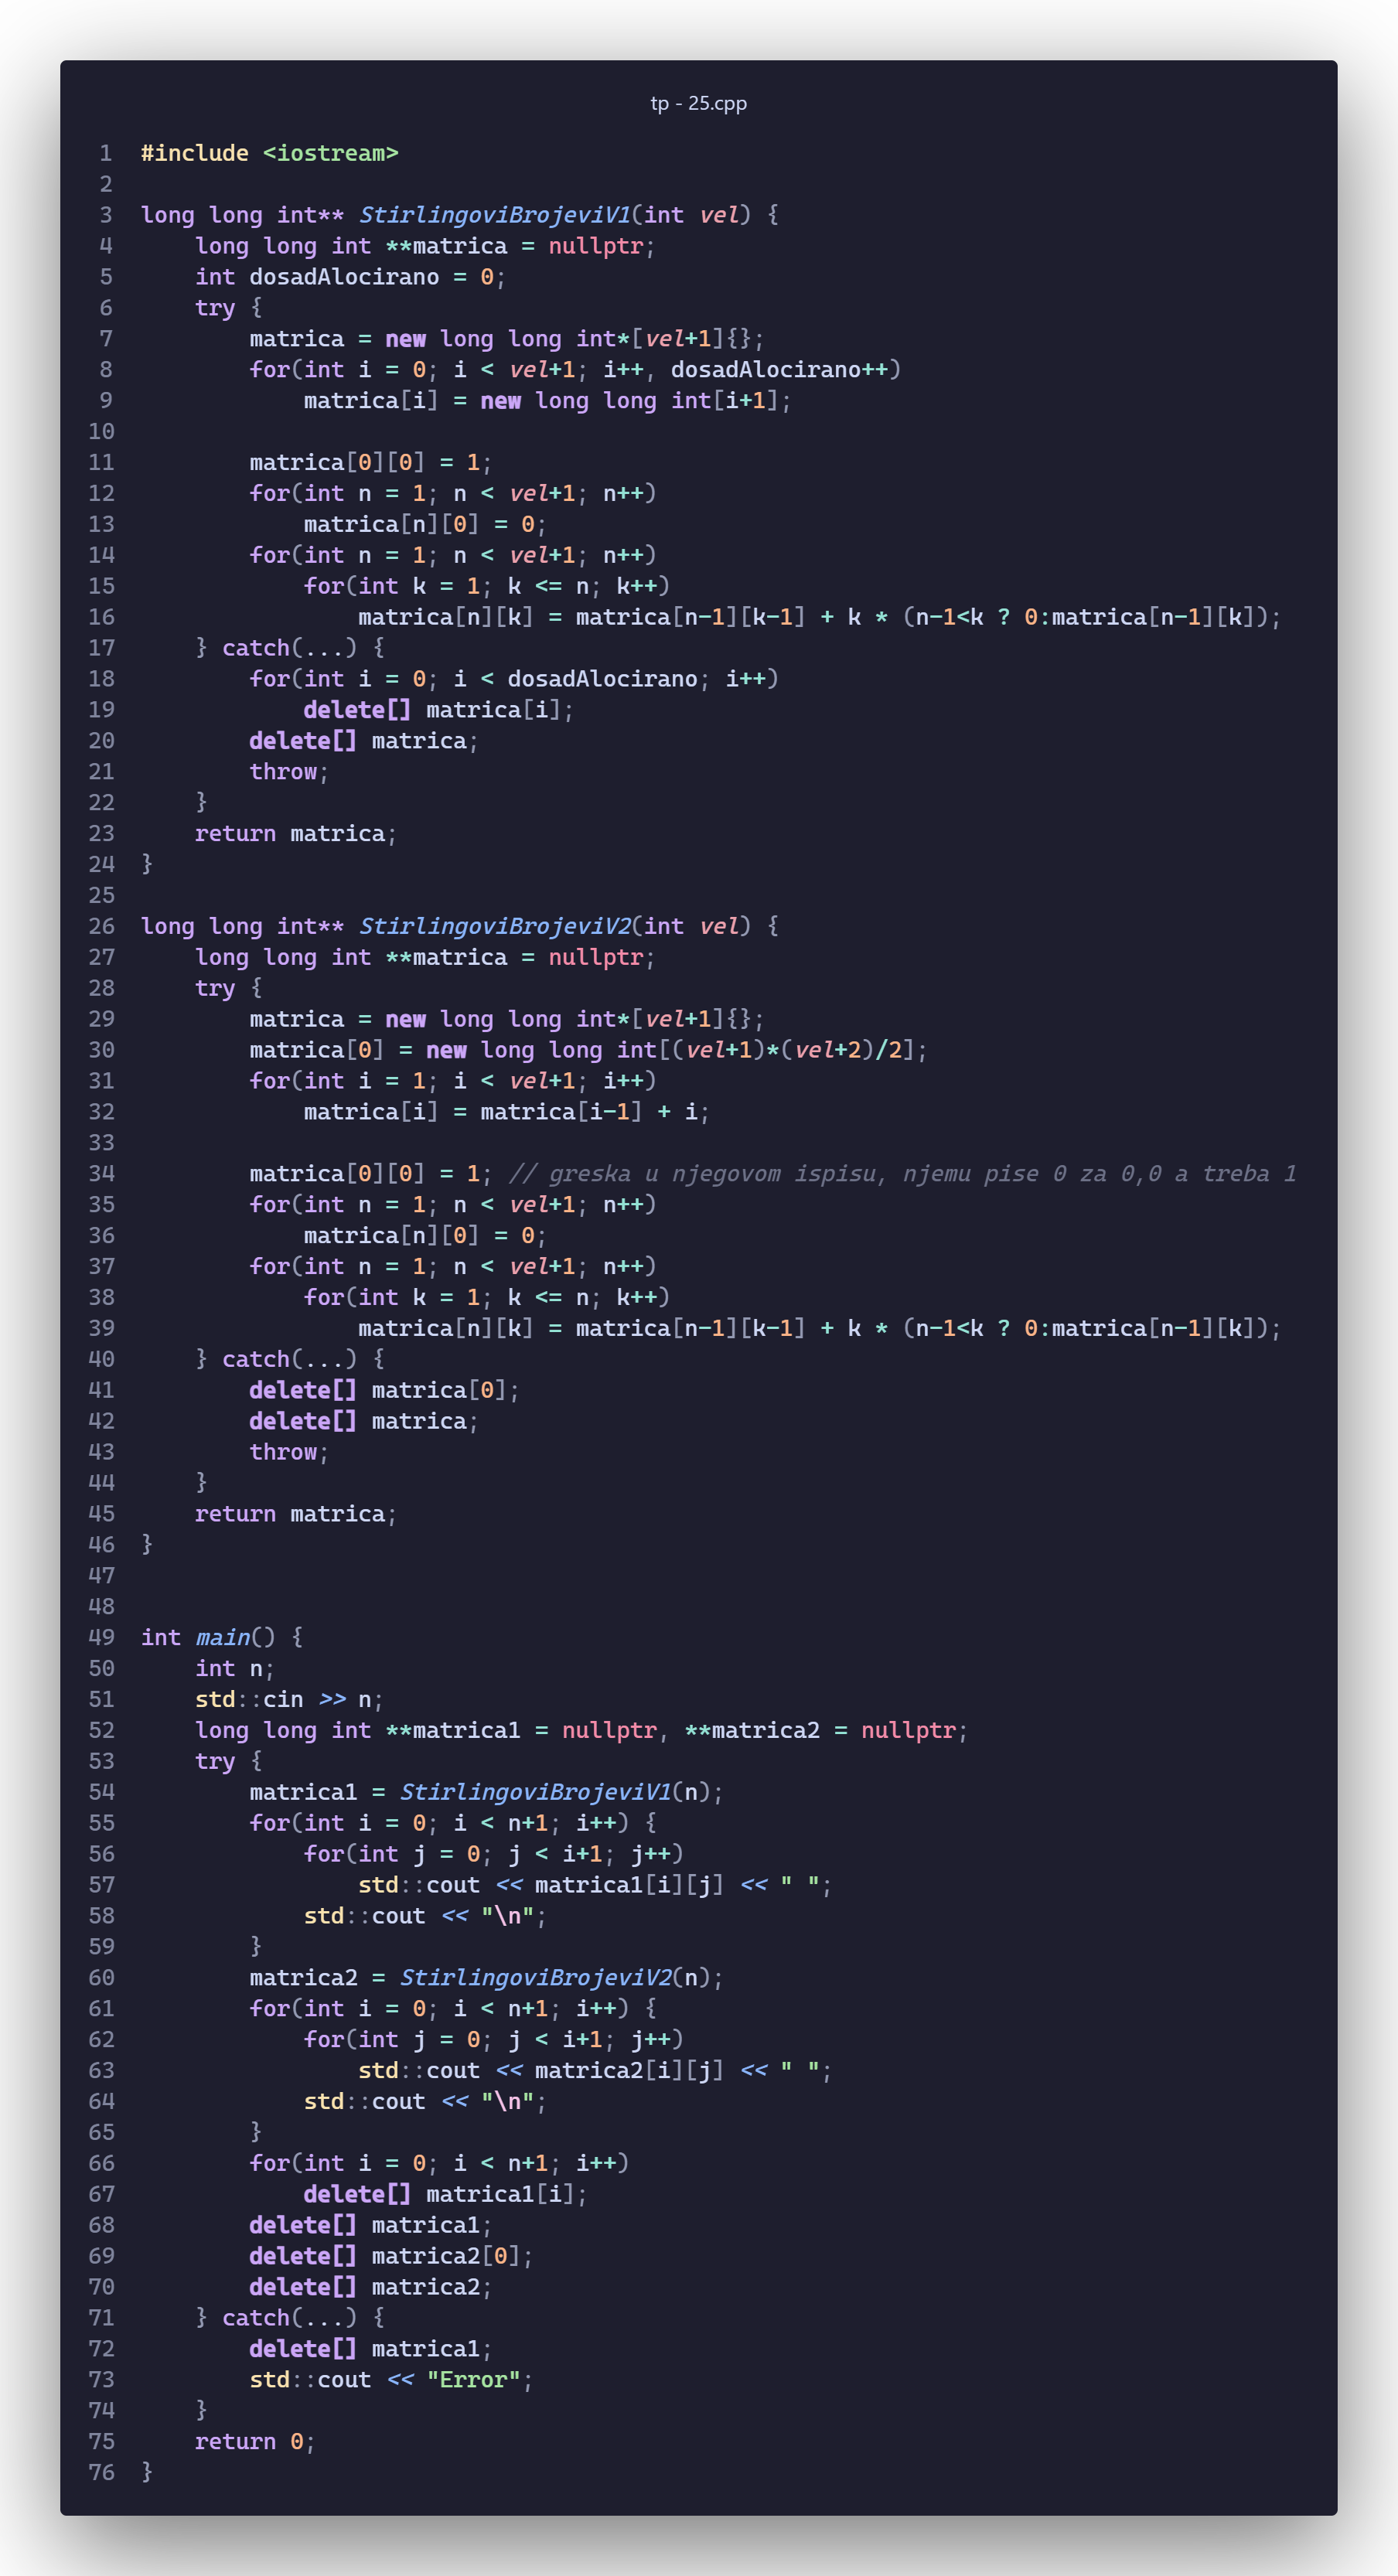 tp - 25.cpp
1 #include <iostream>
2
3 long long int** StirlingoviBrojeviV1(int vel) {
4     long long int **matrica = nullptr;
5     int dosadAlocirano = 0;
6     try {
7         matrica = new long long int*[vel+1]{};
8         for(int i = 0; i < vel+1; i++, dosadAlocirano++)
9             matrica[i] = new long long int[i+1];
10
11         matrica[0][0] = 1;
12         for(int n = 1; n < vel+1; n++)
13             matrica[n][0] = 0;
14         for(int n = 1; n < vel+1; n++)
15             for(int k = 1; k <= n; k++)
16                 matrica[n][k] = matrica[n-1][k-1] + k * (n-1<k ? 0:matrica[n-1][k]);
17     } catch(...) {
18         for(int i = 0; i < dosadAlocirano; i++)
19             delete[] matrica[i];
20         delete[] matrica;
21         throw;
22     }
23     return matrica;
24 }
25
26 long long int** StirlingoviBrojeviV2(int vel) {
27     long long int **matrica = nullptr;
28     try {
29         matrica = new long long int*[vel+1]{};
30         matrica[0] = new long long int[(vel+1)*(vel+2)/2];
31         for(int i = 1; i < vel+1; i++)
32             matrica[i] = matrica[i-1] + i;
33
34         matrica[0][0] = 1; // greska u njegovom ispisu, njemu pise 0 za 0,0 a treba 1
35         for(int n = 1; n < vel+1; n++)
36             matrica[n][0] = 0;
37         for(int n = 1; n < vel+1; n++)
38             for(int k = 1; k <= n; k++)
39                 matrica[n][k] = matrica[n-1][k-1] + k * (n-1<k ? 0:matrica[n-1][k]);
40     } catch(...) {
41         delete[] matrica[0];
42         delete[] matrica;
43         throw;
44     }
45     return matrica;
46 }
47
48
49 int main() {
50     int n;
51     std::cin >> n;
52     long long int **matrica1 = nullptr, **matrica2 = nullptr;
53     try {
54         matrica1 = StirlingoviBrojeviV1(n);
55         for(int i = 0; i < n+1; i++) {
56             for(int j = 0; j < i+1; j++)
57                 std::cout << matrica1[i][j] << " ";
58             std::cout << "\n";
59         }
60         matrica2 = StirlingoviBrojeviV2(n);
61         for(int i = 0; i < n+1; i++) {
62             for(int j = 0; j < i+1; j++)
63                 std::cout << matrica2[i][j] << " ";
64             std::cout << "\n";
65         }
66         for(int i = 0; i < n+1; i++)
67             delete[] matrica1[i];
68         delete[] matrica1;
69         delete[] matrica2[0];
70         delete[] matrica2;
71     } catch(...) {
72         delete[] matrica1;
73         std::cout << "Error";
74     }
75     return 0;
76 }